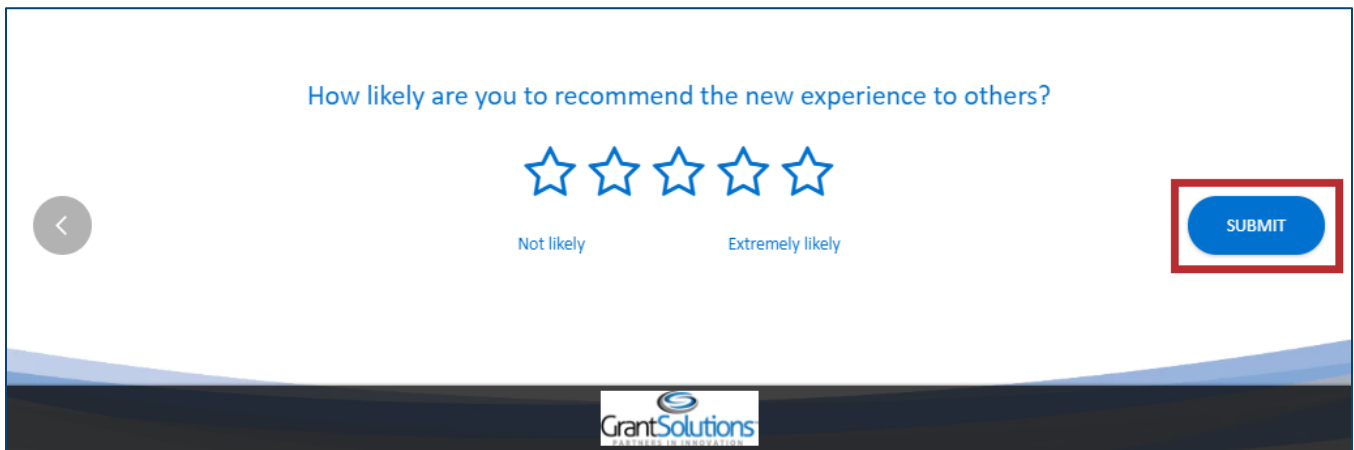 How likely are you to recommend the new experience to others?
SUBMIT
Not likely Extremely likely
GrantSolutions
PARTNERS IN INNOVATION